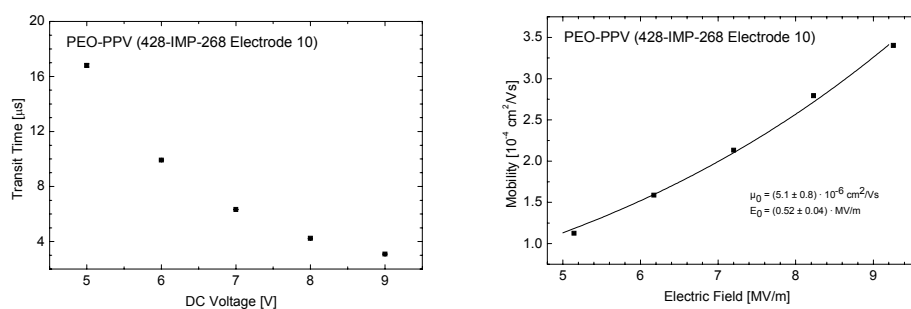 PEO-PPV (428-IMP-268 Electrode 10)
20
16
12
8
4
Transit Time [µs]
5 6 7 8 9
DC Voltage [V]
PEO-PPV (428-IMP-268 Electrode 10)
3.5
3.0
2.5
2.0
1.5
1.0
Mobility [10⁻⁴ cm²/Vs]
µ₀ = (5.1 ± 0.8) · 10⁻⁶ cm²/Vs
E₀ = (0.52 ± 0.04) · MV/m
5 6 7 8 9
Electric Field [MV/m]